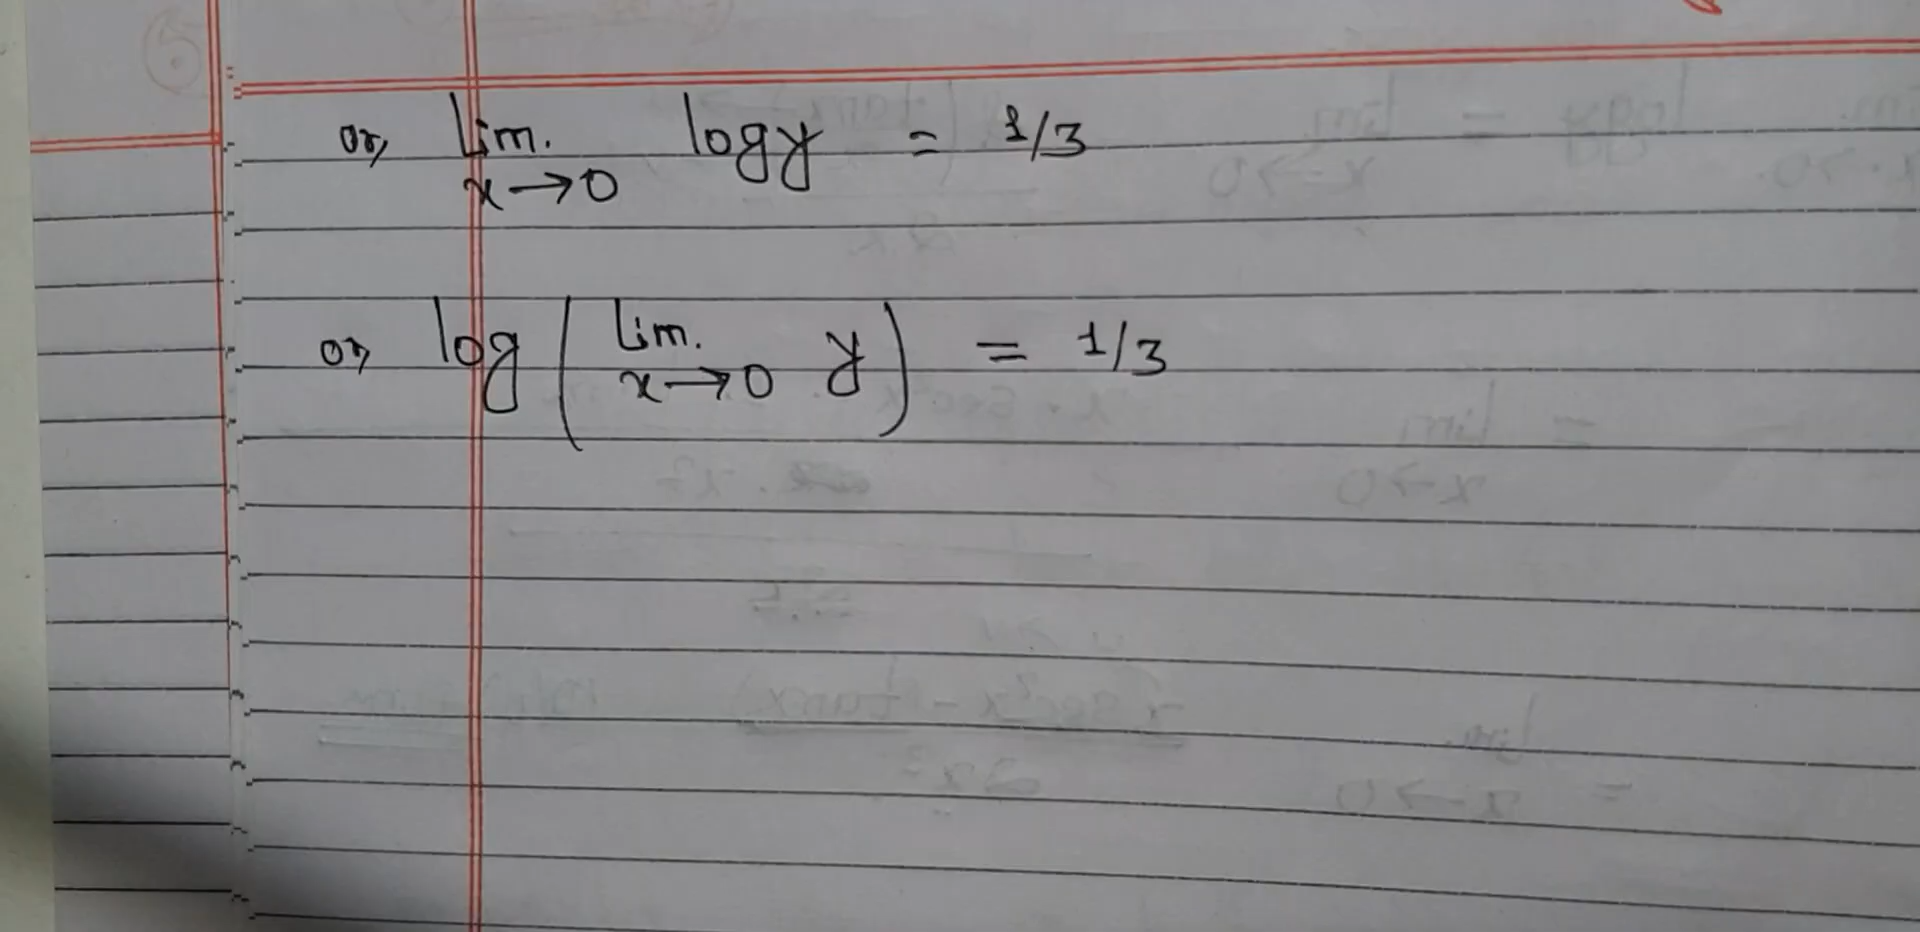 or, lim. x→0 log y = 1/3
or, log ( lim. x→0 y ) = 1/3